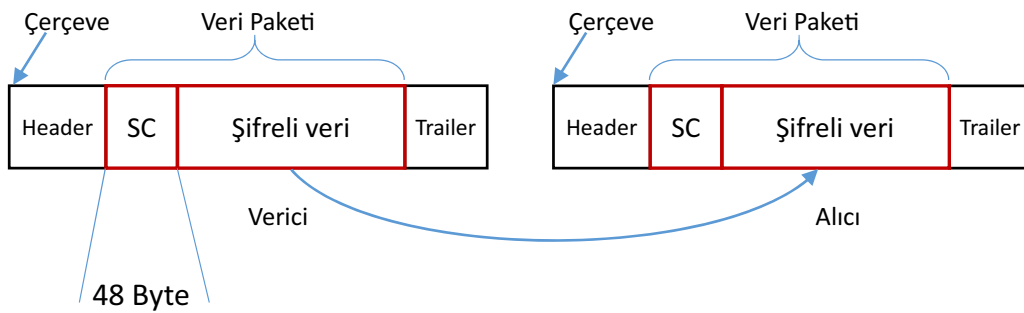 Çerçeve Veri Paketi Çerçeve Veri Paketi
Header SC Şifreli veri Trailer Header SC Şifreli veri Trailer
Verici Alıcı
48 Byte